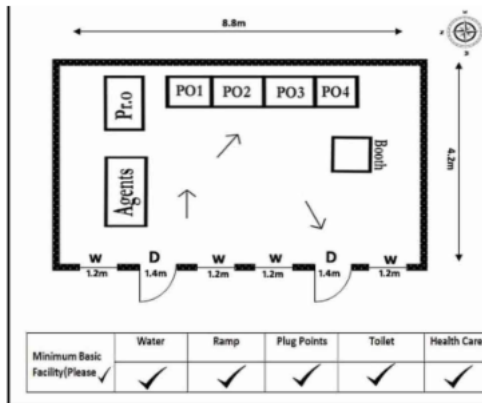 8.8m
Pr.o
PO1 PO2 PO3 PO4
Booth
4.2m
Agents
W D W W D W
1.2m 1.4m 1.2m 1.2m 1.4m 1.2m
Water Ramp Plug Points Toilet Health Care
Minimum Basic
Facility(Please ✓